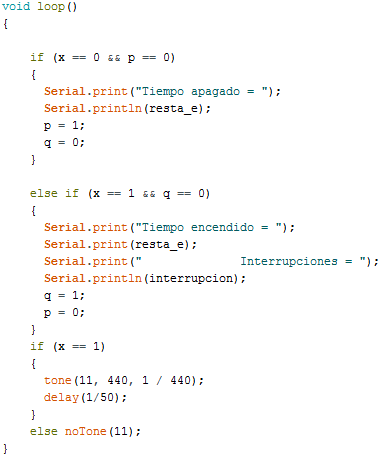 void loop()
{
if (x == 0 && p == 0)
{
Serial.print("Tiempo apagado = ");
Serial.println(resta_e);
p = 1;
q = 0;
}
else if (x == 1 && q == 0)
{
Serial.print("Tiempo encendido = ");
Serial.print(resta_e);
Serial.print("              Interrupciones = ");
Serial.println(interrupcion);
q = 1;
p = 0;
}
if (x == 1)
{
tone(11, 440, 1 / 440);
delay(1/50);
}
else noTone(11);
}